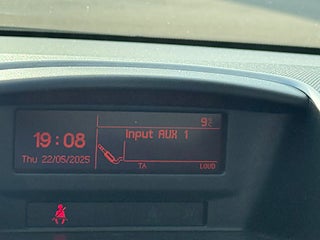 9°C
Input AUX 1
19:08
Thu 22/05/2025
TA LOUD